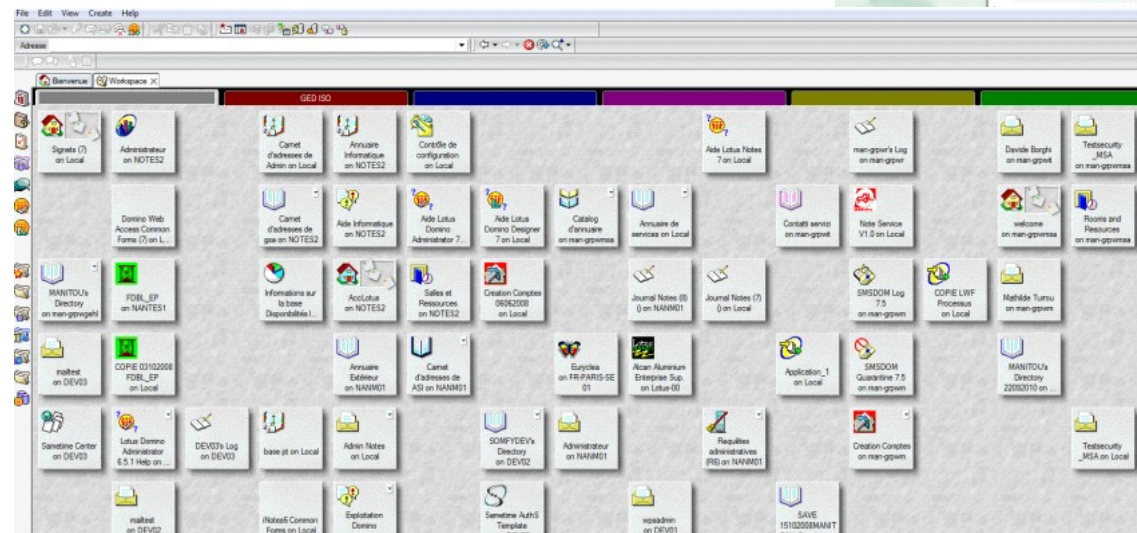 File Edit View Create Help
Adresse
Bienvenue Workspace
GED ISO
Signets (7)
on Local
Administrateur
on NOTES2
Carnet
d'adresses de
Admin on Local
Annuaire
Informatique
on NOTES2
Contrôle de
configuration
on Local
Aide Lotus Notes
7 on Local
man-grpwr's Log
on man-grpwr
Davide Borghi
on man-grpwit
Testsecurity
_MSA
on man-grpwmsa
Domino Web
Access Common
Forms (7) on L...
Carnet
d'adresses de
gsa on NOTES2
Aide Informatique
on NOTES2
Aide Lotus
Domino
Administrator 7...
Aide Lotus
Domino Designer
7 on Local
Catalog
d'annuaire
on man-grpwmsa
Annuaire de
services on Local
Contatti servizi
on man-grpwit
Note Service
V1.0 on Local
welcome
on man-grpwmsa
Rooms and
Resources
on man-grpwmsa
MANITOU's
Directory
on man-grpwgehl
FDBL_EP
on NANTES1
Informations sur
la base
Disponibilités l...
AccLotus
on NOTES2
Salles et
Ressources
on NOTES2
Creation Comptes
06062008
on Local
Journal Notes (8)
() on NANM01
Journal Notes (7)
() on Local
SMSDOM Log
7.5
on man-grpwm
COPIE LWF
Processus
on Local
Mathilde Turrou
on man-grpwm
mailtest
on DEV03
COPIE 03102008
FDBL_EP
on Local
Annuaire
Extérieur
on NANM01
Carnet
d'adresses de
ASI on NANM01
Euryclea
on FR-PARIS-SE
01
Lotus
Alcan Aluminium
Enterprise Sup.
on Lotus-00
Application_1
on Local
SMSDOM
Quarantine 7.5
on man-grpwm
MANITOU's
Directory
22092010 on ...
Sametime Center
on DEV03
Lotus Domino
Administrator
6.5.1 Help on ...
DEV03's Log
on DEV03
base pt on Local
Admin Notes
on Local
SOMFYDEV's
Directory
on DEV02
Administrateur
on NANM01
Requêtes
administratives
(R6) on NANM01
Creation Comptes
on man-grpwm
Testsecurity
_MSA on Local
mailtest
on DEV02
iNotes6 Common
Forms on Local
Exploitation
Domino
Sametime AuthS
Template
wpsadmin
on DEV01
SAVE
15102008MANIT